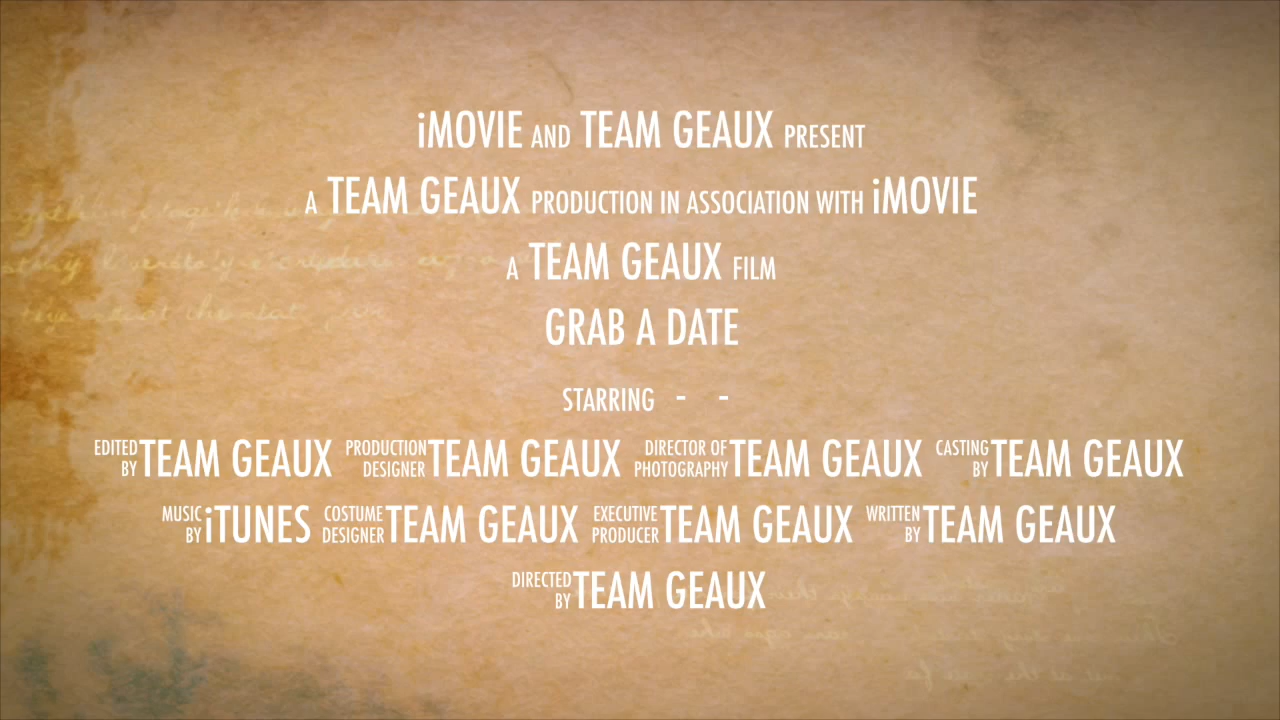 iMOVIE AND TEAM GEAUX PRESENT
A TEAM GEAUX PRODUCTION IN ASSOCIATION WITH iMOVIE
A TEAM GEAUX FILM
GRAB A DATE
STARRING - -
EDITED BY TEAM GEAUX PRODUCTION DESIGNER TEAM GEAUX DIRECTOR OF PHOTOGRAPHY TEAM GEAUX CASTING BY TEAM GEAUX
MUSIC BY iTUNES COSTUME DESIGNER TEAM GEAUX EXECUTIVE PRODUCER TEAM GEAUX WRITTEN BY TEAM GEAUX
DIRECTED BY TEAM GEAUX